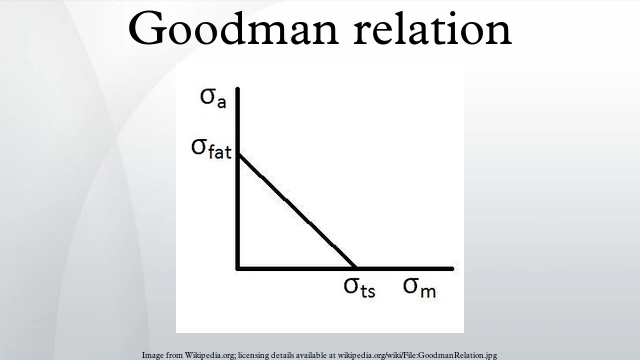 Goodman relation
σa
σfat
σts σm
Image from Wikipedia.org; licensing details available at wikipedia.org/wiki/File:GoodmanRelation.jpg